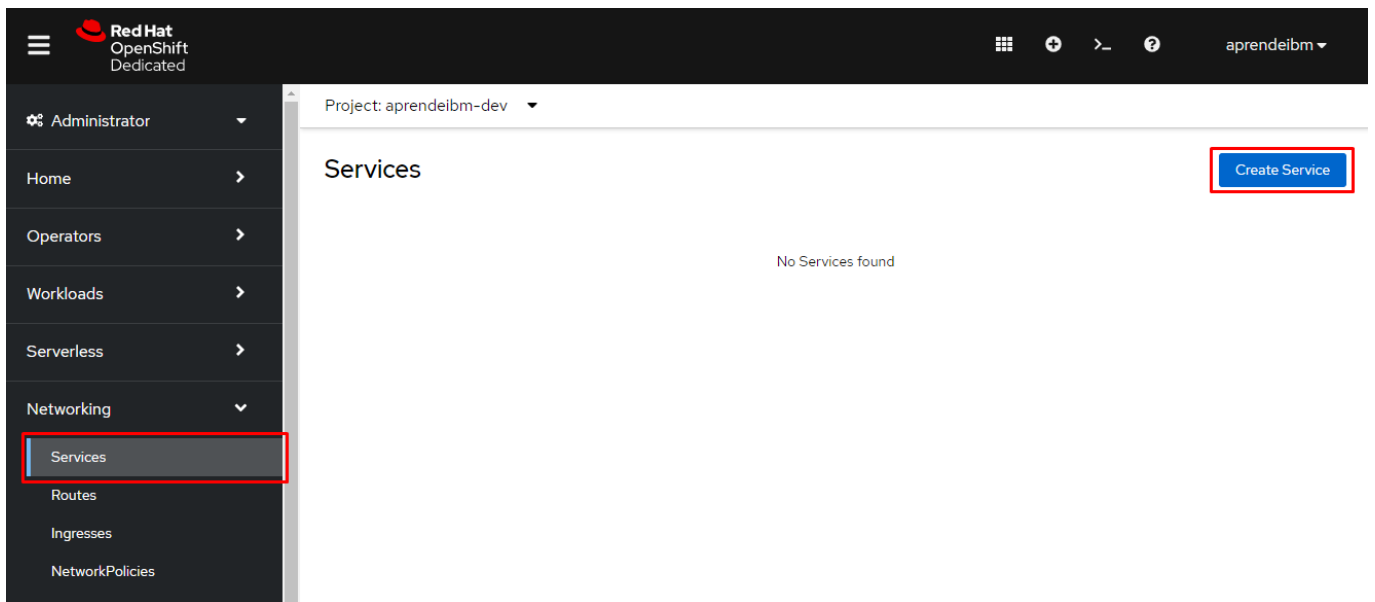 Red Hat
OpenShift
Dedicated
aprendeibm
Administrator
Home
Operators
Workloads
Serverless
Networking
Services
Routes
Ingresses
NetworkPolicies
Project: aprendeibm-dev
Services
Create Service
No Services found